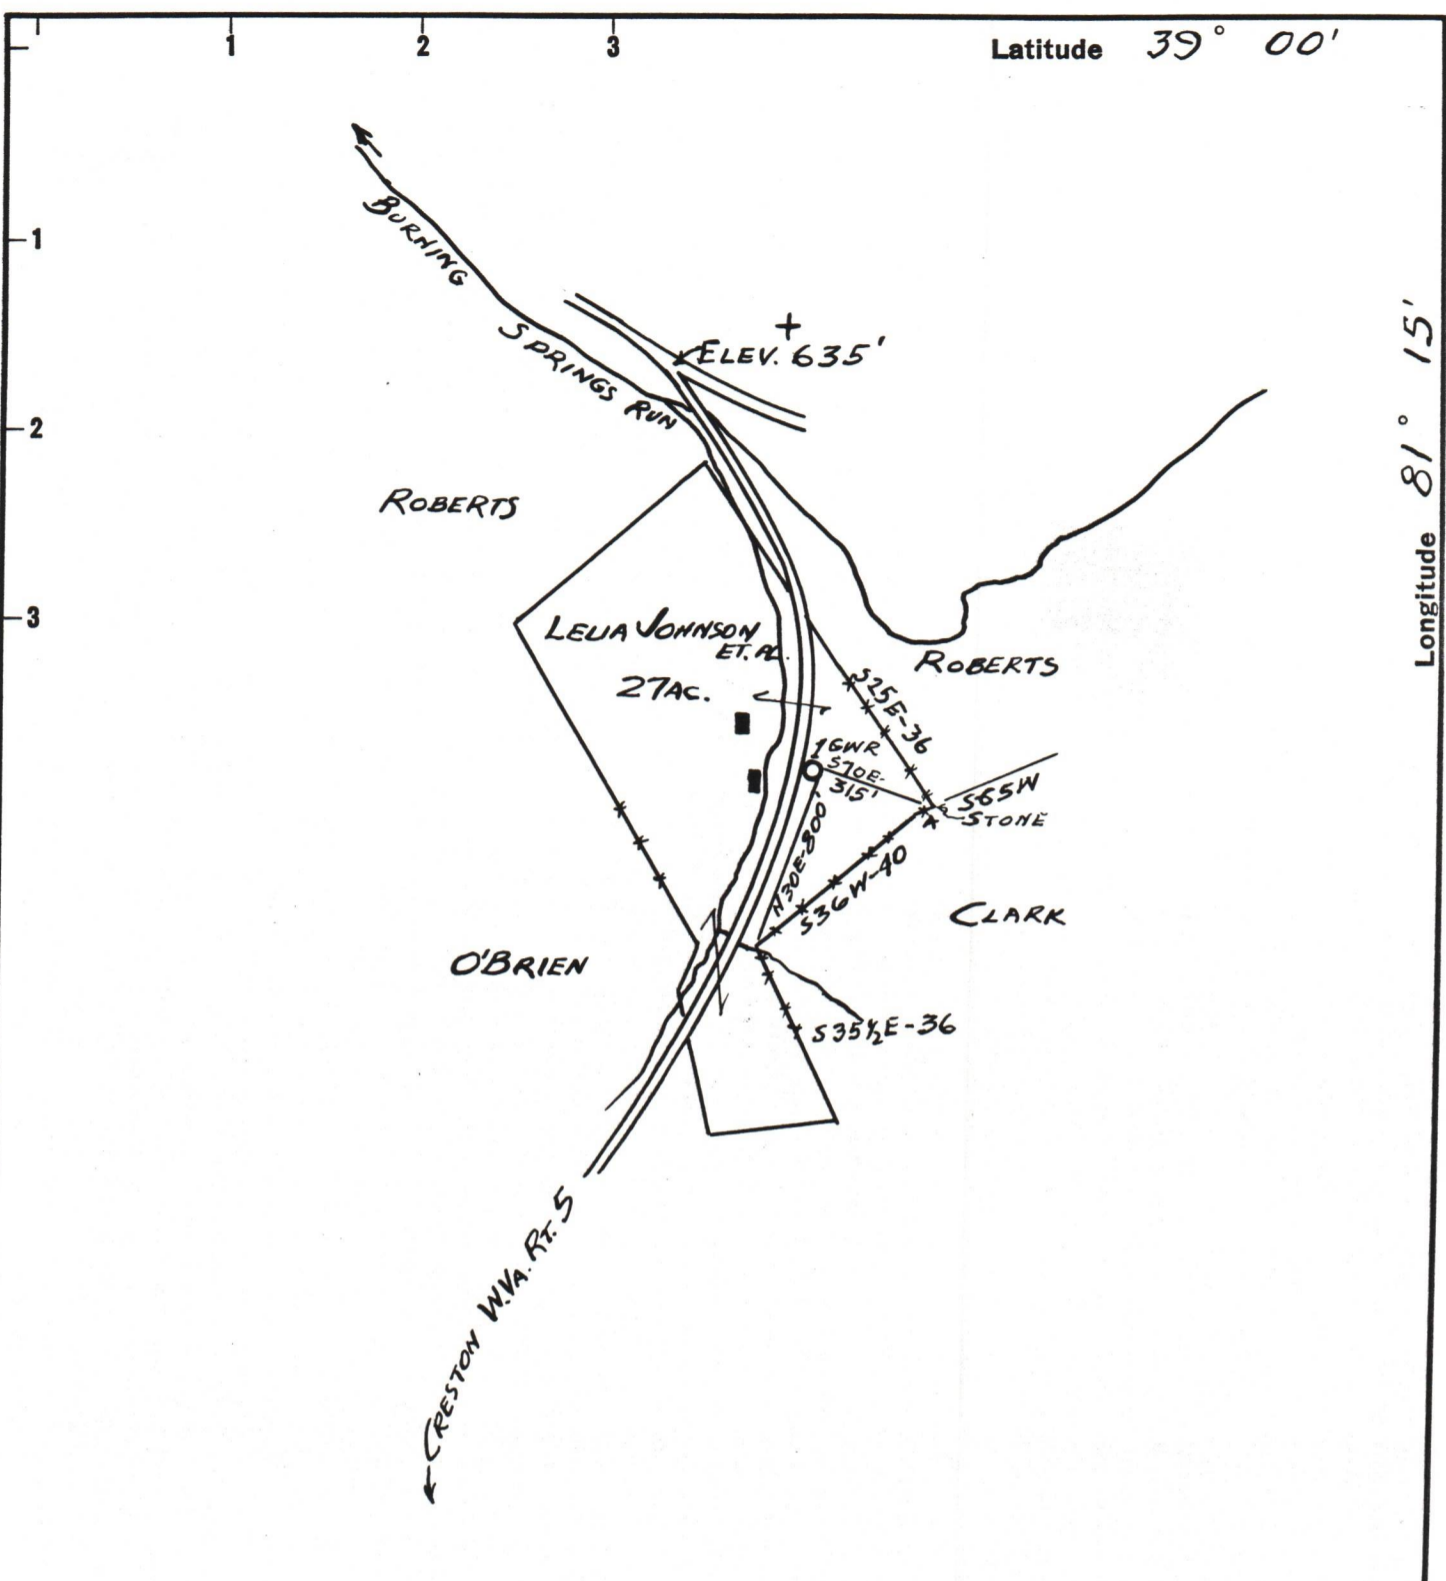 1 2 3 Latitude 39° 00'
1
2
3
Longitude 81° 15'
BURNING
SPRINGS RUN
ELEV. 635'
ROBERTS
LELIA JOHNSON
ET. AL.
27 AC.
ROBERTS
S25E-36
1GWR
S70E-
315'
S65W
STONE
N30E-800'
S36W-40
CLARK
O'BRIEN
S35½E-36
CRESTON W.VA. RT. 5